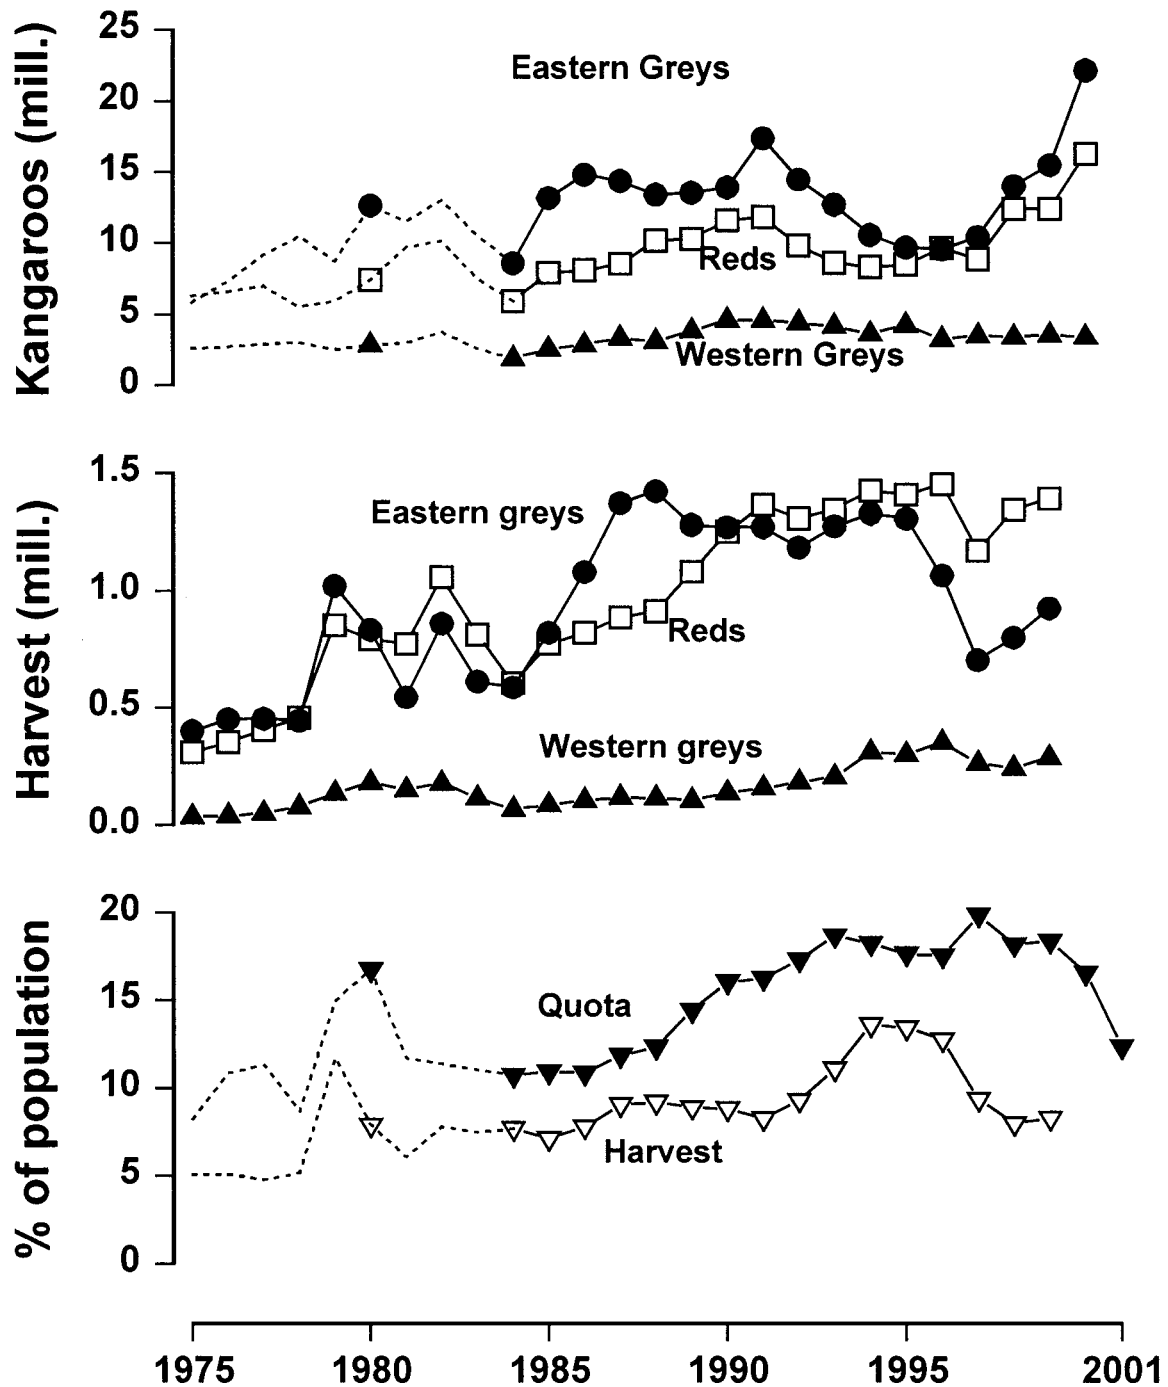 Kangaroos (mill.)
25
20
15
10
5
0
Eastern Greys
Reds
Western Greys
Harvest (mill.)
1.5
1.0
0.5
0.0
Eastern greys
Reds
Western greys
% of population
20
15
10
5
0
Quota
Harvest
1975 1980 1985 1990 1995 2001